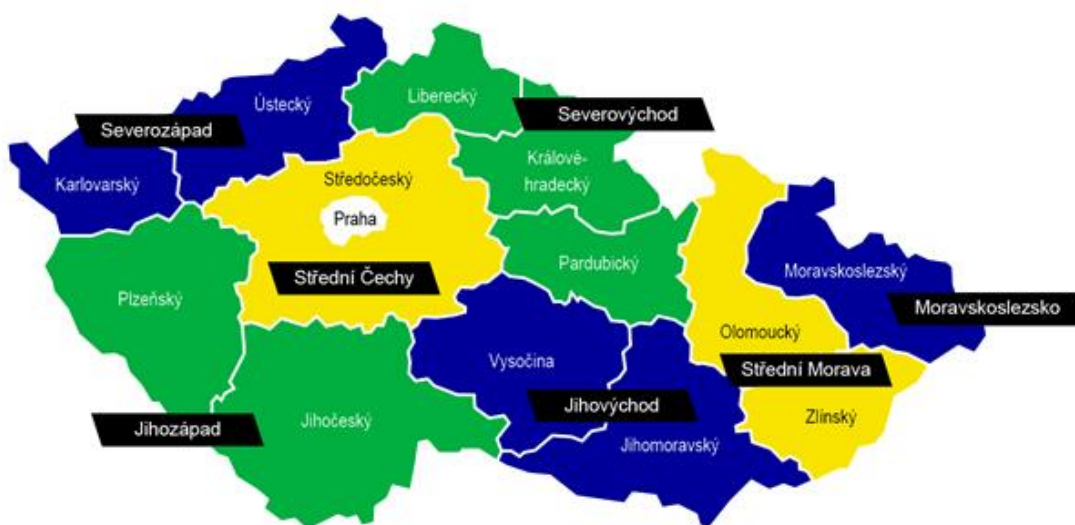 Ústecký
Liberecký
Severozápad
Severovýchod
Karlovarský
Středočeský
Králové-
hradecký
Praha
Plzeňský
Střední Čechy
Pardubický
Moravskoslezský
Moravskoslezsko
Olomoucký
Vysočina
Střední Morava
Jihozápad
Jihočeský
Jihovýchod
Zlínský
Jihomoravský